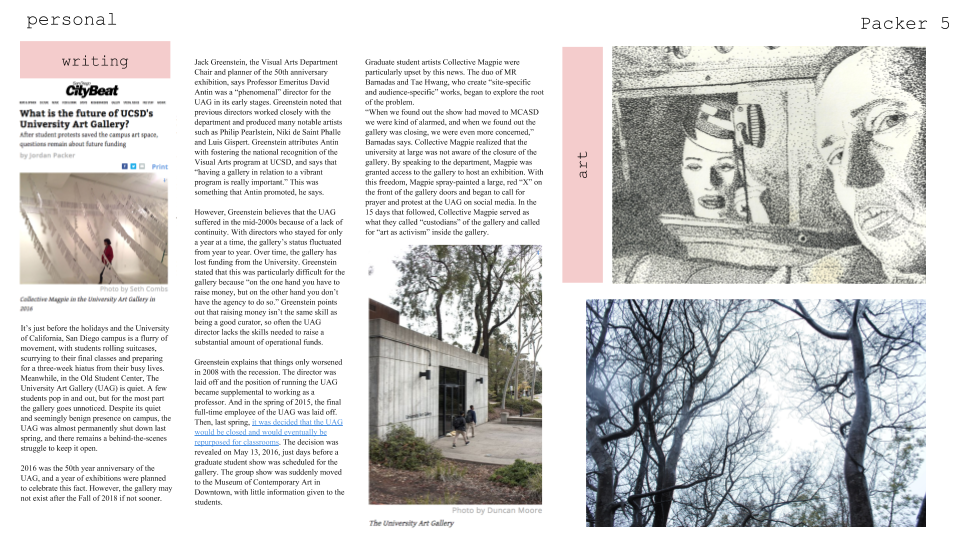 personal
Packer 5
writing
San Diego
CityBeat
What is the future of UCSD's
University Art Gallery?
After student protests saved the campus art space,
questions remain about future funding
by Jordan Packer
Print
Photo by Seth Combs
Collective Magpie in the University Art Gallery in
2016
It's just before the holidays and the University
of California, San Diego campus is a flurry of
movement, with students rolling suitcases,
scurrying to their final classes and preparing
for a three-week hiatus from their busy lives.
Meanwhile, in the Old Student Center, The
University Art Gallery (UAG) is quiet. A few
students pop in and out, but for the most part
the gallery goes unnoticed. Despite its quiet
and seemingly benign presence on campus, the
UAG was almost permanently shut down last
spring, and there remains a behind-the-scenes
struggle to keep it open.
2016 was the 50th year anniversary of the
UAG, and a year of exhibitions were planned
to celebrate this fact. However, the gallery may
not exist after the Fall of 2018 if not sooner.
Jack Greenstein, the Visual Arts Department
Chair and planner of the 50th anniversary
exhibition, says Professor Emeritus David
Antin was a “phenomenal” director for the
UAG in its early stages. Greenstein noted that
previous directors worked closely with the
department and produced many notable artists
such as Philip Pearlstein, Niki de Saint Phalle
and Luis Gispert. Greenstein attributes Antin
with fostering the national recognition of the
Visual Arts program at UCSD, and says that
“having a gallery in relation to a vibrant
program is really important.” This was
something that Antin promoted, he says.
However, Greenstein believes that the UAG
suffered in the mid-2000s because of a lack of
continuity. With directors who stayed for only
a year at a time, the gallery's status fluctuated
from year to year. Over time, the gallery has
lost funding from the University. Greenstein
stated that this was particularly difficult for the
gallery because “on the one hand you have to
raise money, but on the other hand you don't
have the agency to do so.” Greenstein points
out that raising money isn't the same skill as
being a good curator, so often the UAG
director lacks the skills needed to raise a
substantial amount of operational funds.
Greenstein explains that things only worsened
in 2008 with the recession. The director was
laid off and the position of running the UAG
became supplemental to working as a
professor. And in the spring of 2015, the final
full-time employee of the UAG was laid off.
Then, last spring, it was decided that the UAG
would be closed and would eventually be
repurposed for classrooms. The decision was
revealed on May 13, 2016, just days before a
graduate student show was scheduled for the
gallery. The group show was suddenly moved
to the Museum of Contemporary Art in
Downtown, with little information given to the
students.
Graduate student artists Collective Magpie were
particularly upset by this news. The duo of MR
Barnadas and Tae Hwang, who create “site-specific
and audience-specific” works, began to explore the root
of the problem.
“When we found out the show had moved to MCASD
we were kind of alarmed, and when we found out the
gallery was closing, we were even more concerned,”
Barnadas says. Collective Magpie realized that the
university at large was not aware of the closure of the
gallery. By speaking to the department, Magpie was
granted access to the gallery to host an exhibition. With
this freedom, Magpie spray-painted a large, red “X” on
the front of the gallery doors and began to call for
prayer and protest at the UAG on social media. In the
15 days that followed, Collective Magpie served as
what they called “custodians” of the gallery and called
for “art as activism” inside the gallery.
Photo by Duncan Moore
The University Art Gallery
art